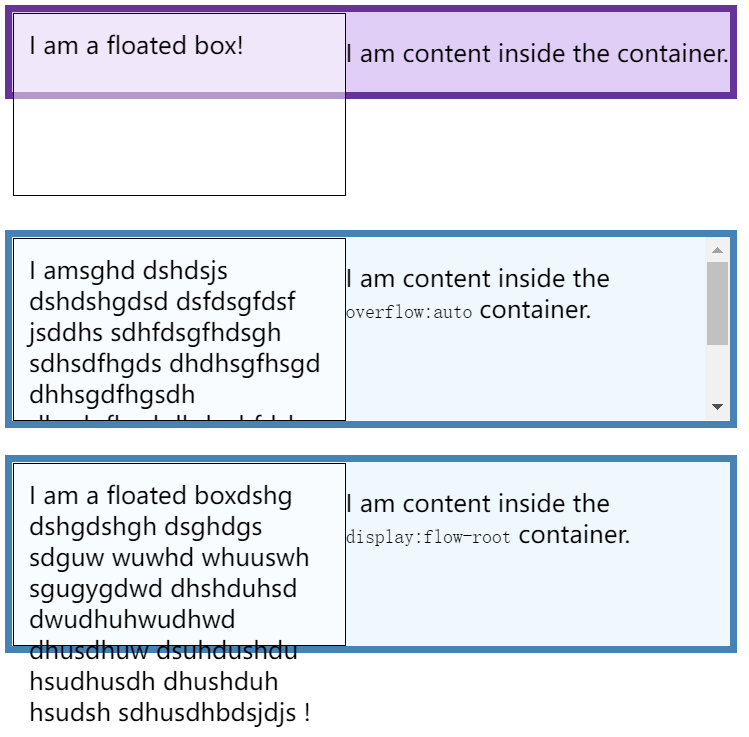 I am a floated box!
I am content inside the container.
I amsghd dshdsjs
dshdshgdsd dsfdsgfdsf
jsddhs sdhfdsgfhdsgh
sdhsdfhgds dhdhsgfhsgd
dhhsgdfhgsdh
I am content inside the
overflow:auto container.
I am a floated boxdshg
dshgdshgh dsghdgs
sdguw wuwhd whuuswh
sgugygdwd dhshduhsd
dwudhuhwudhwd
dhusdhuw dsuhdushdu
hsudhusdh dhushduh
hsudsh sdhusdhbdsjdjs !
I am content inside the
display:flow-root container.